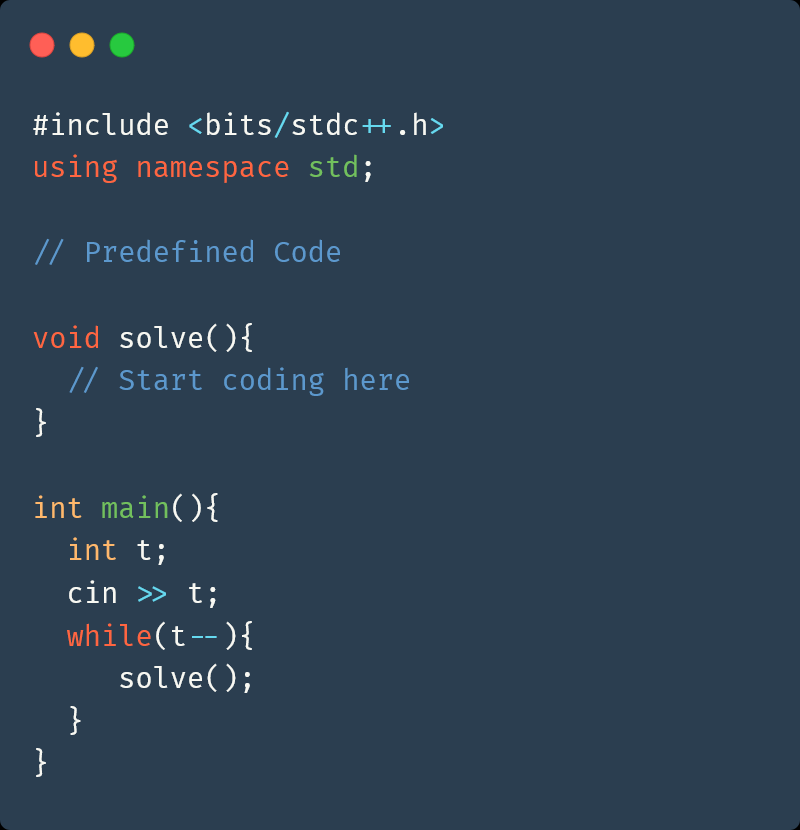 #include <bits/stdc++.h>
using namespace std;
// Predefined Code
void solve(){
// Start coding here
}
int main(){
int t;
cin >> t;
while(t--){
solve();
}
}